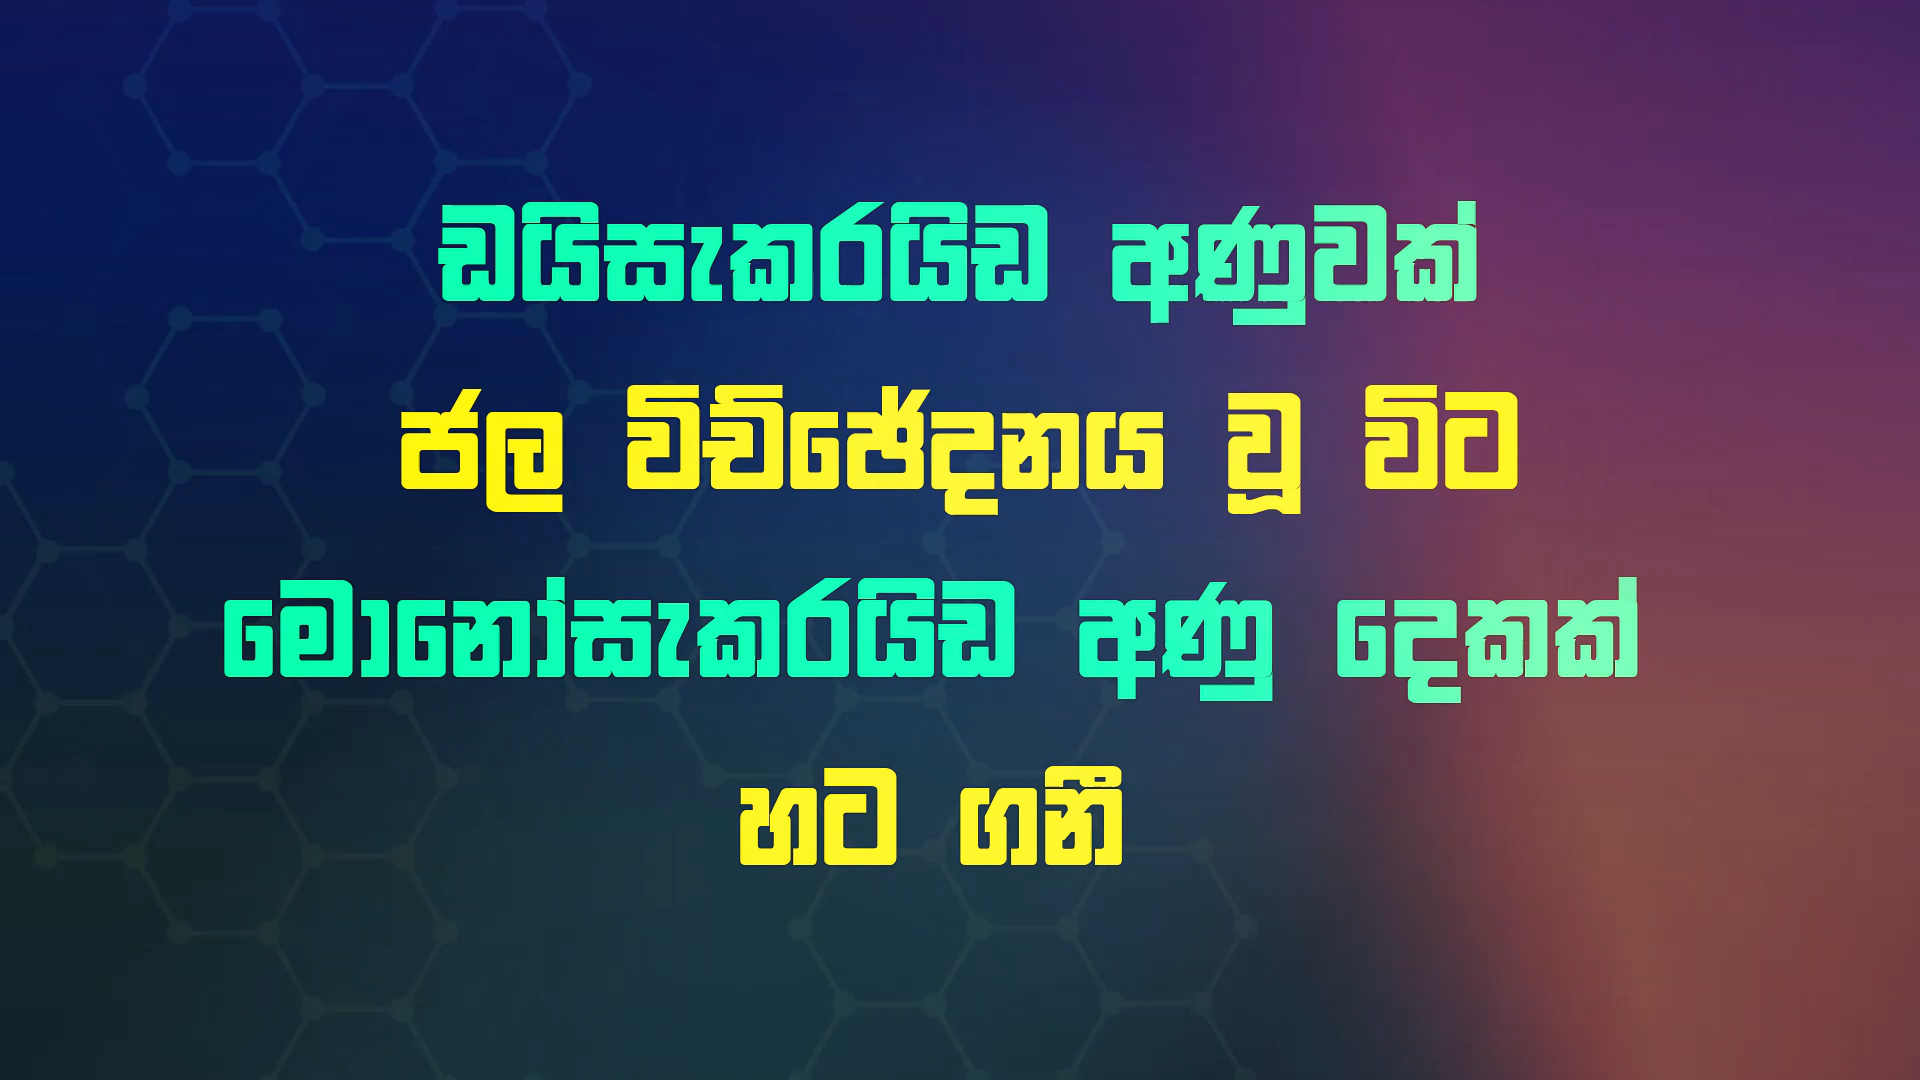 ඩයිසැකරයිඩ අණුවක්
ජල විච්ඡේදනය වූ විට
මොනෝසැකරයිඩ අණු දෙකක්
හට ගනී